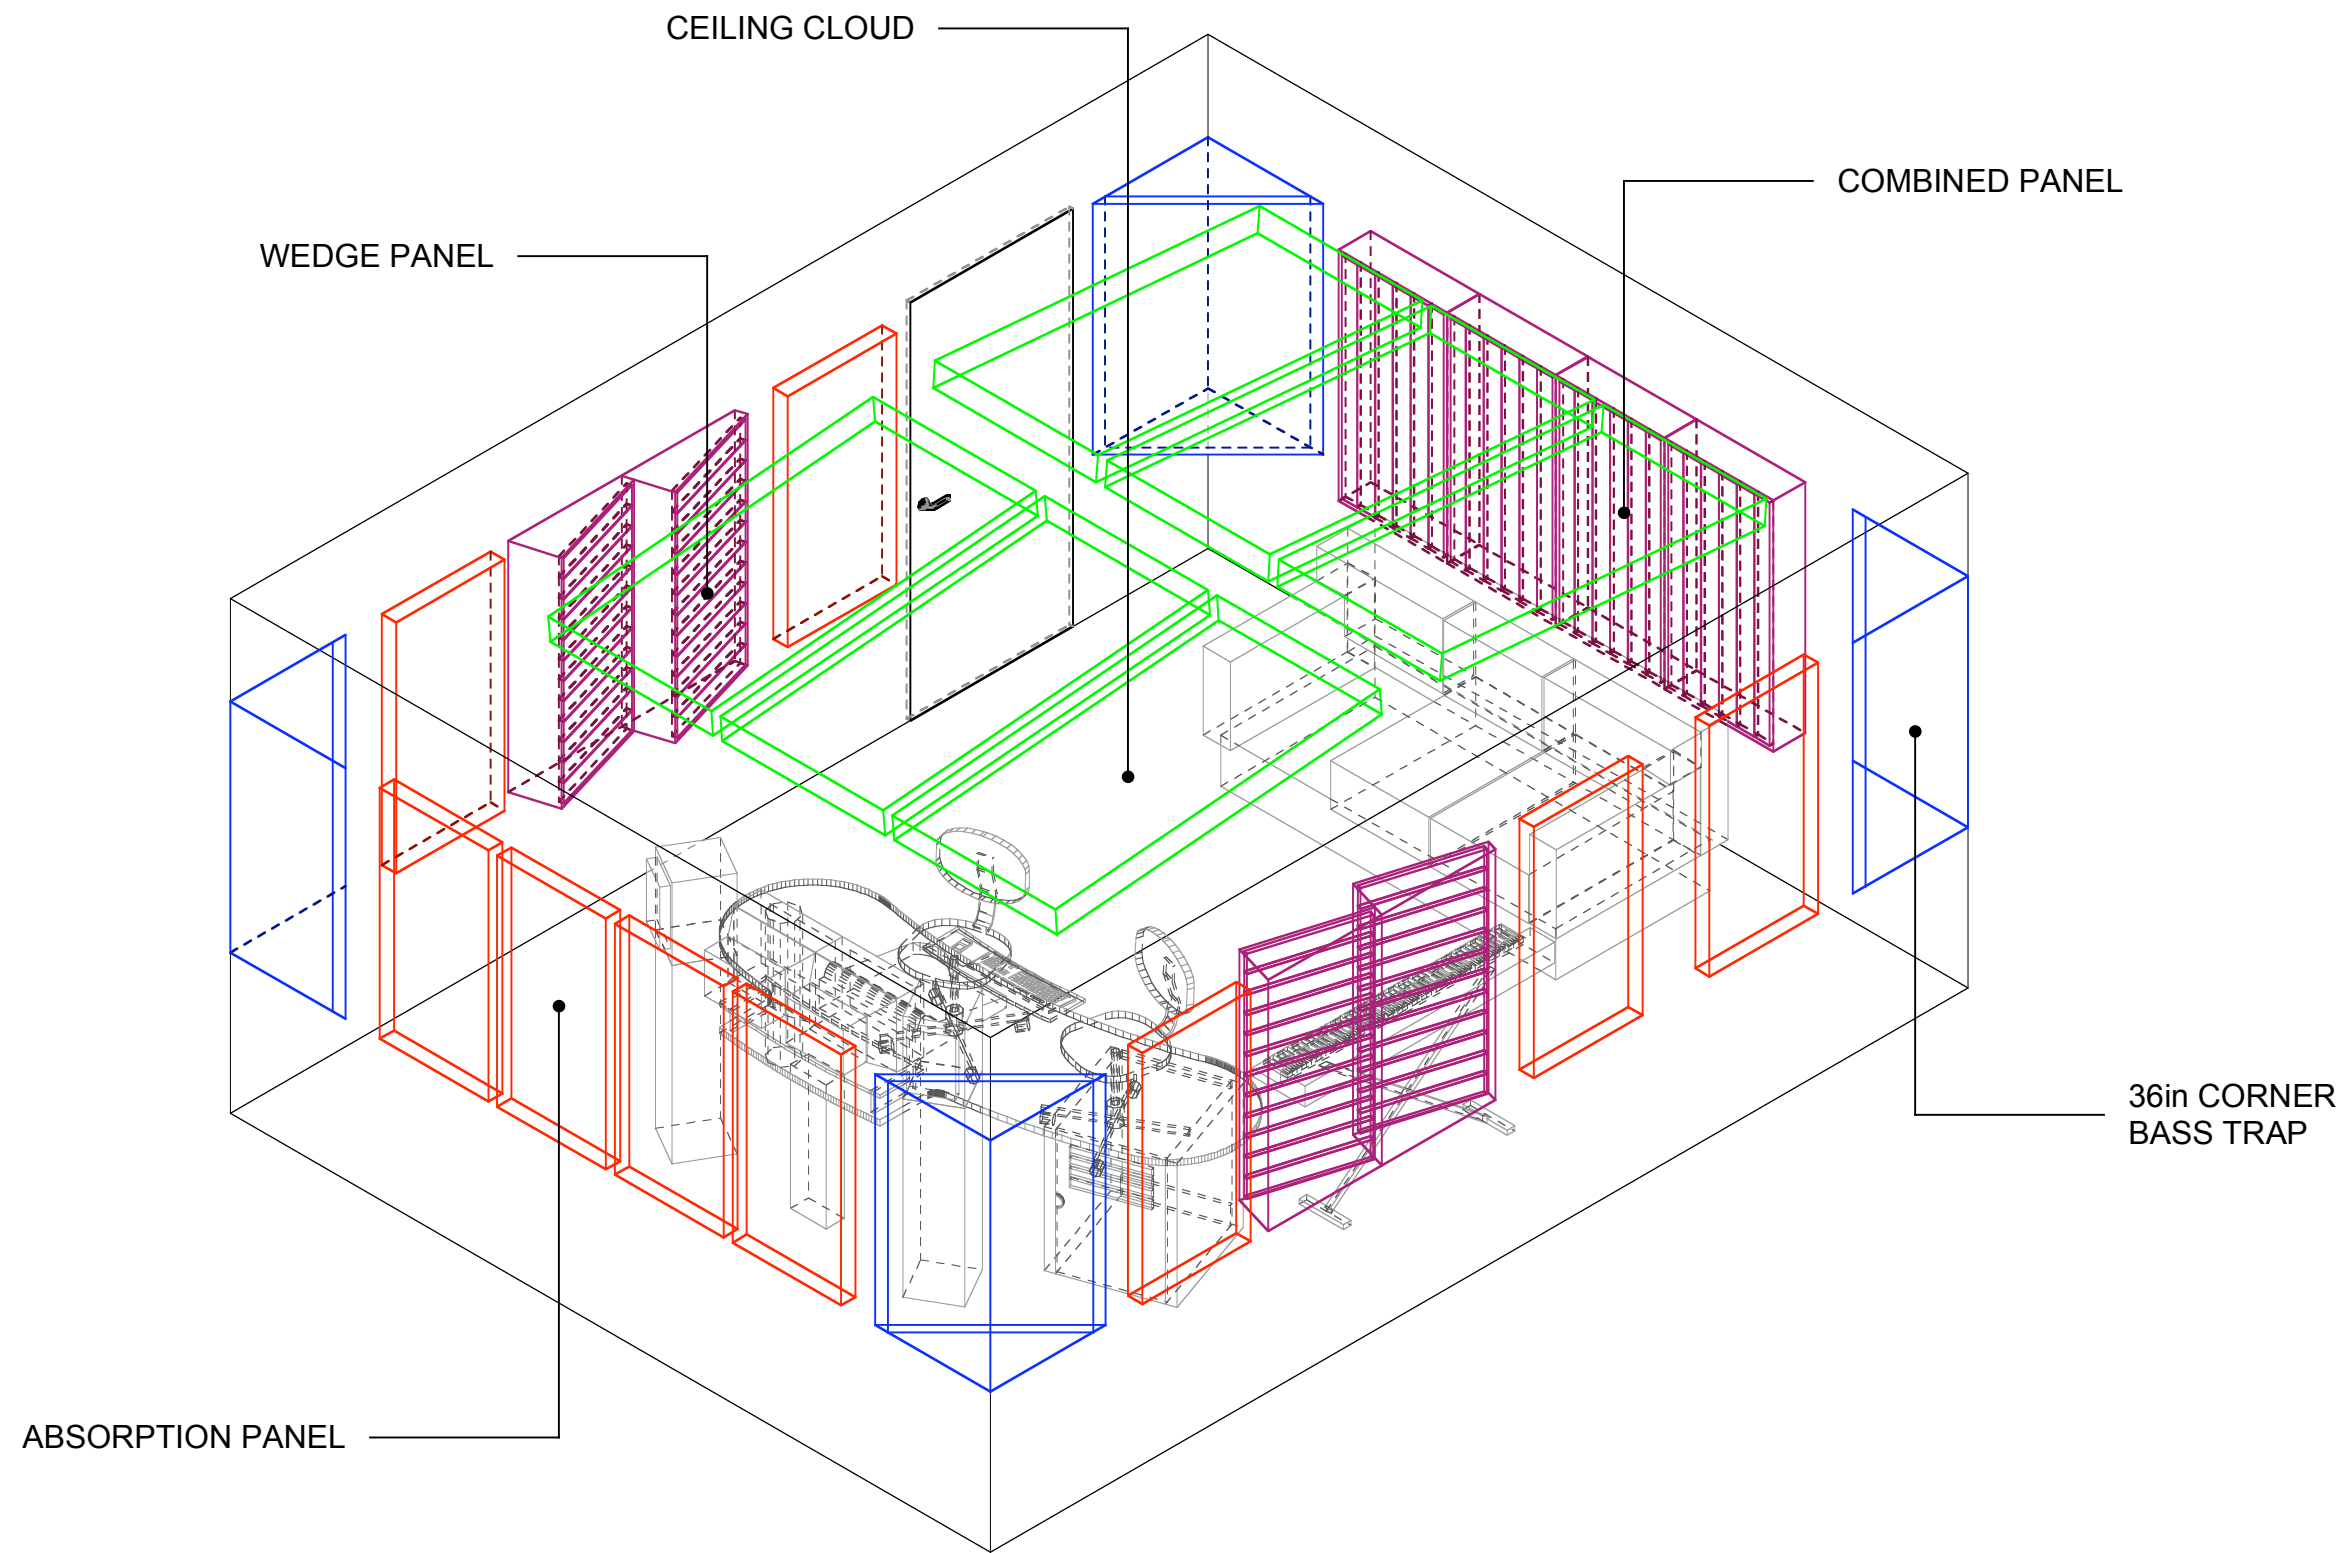 CEILING CLOUD
COMBINED PANEL
WEDGE PANEL
36in CORNER
BASS TRAP
ABSORPTION PANEL